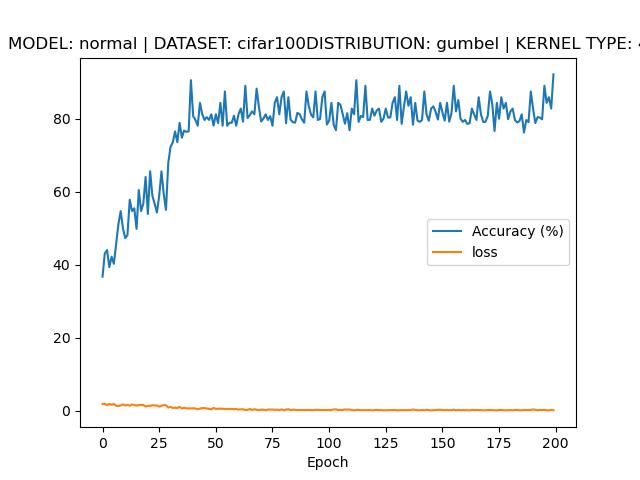 MODEL: normal | DATASET: cifar100DISTRIBUTION: gumbel | KERNEL TYPE:
80
60
40
20
0
Accuracy (%)
loss
0 25 50 75 100 125 150 175 200
Epoch